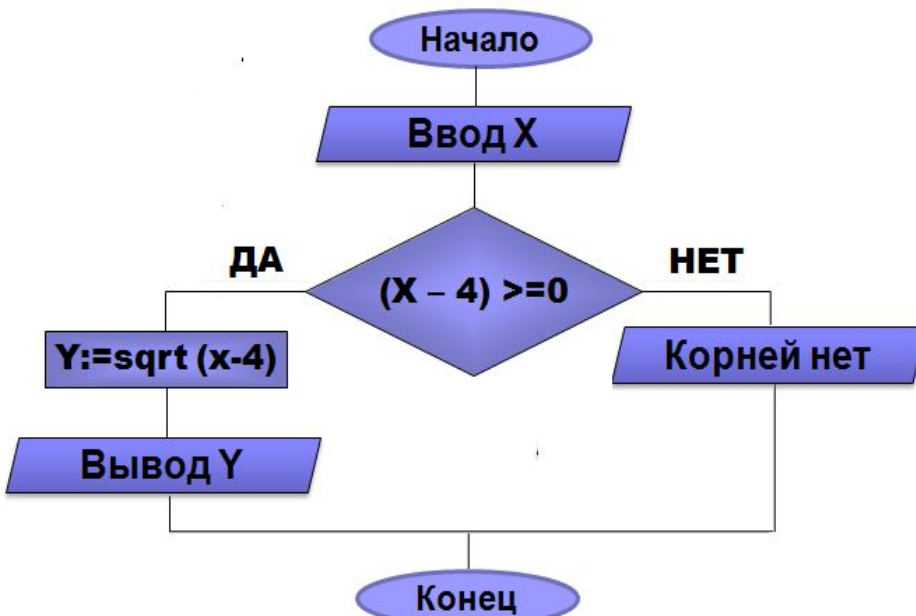 Начало
Ввод X
ДА
НЕТ
(X – 4) >=0
Y:=sqrt (x-4)
Корней нет
Вывод Y
Конец